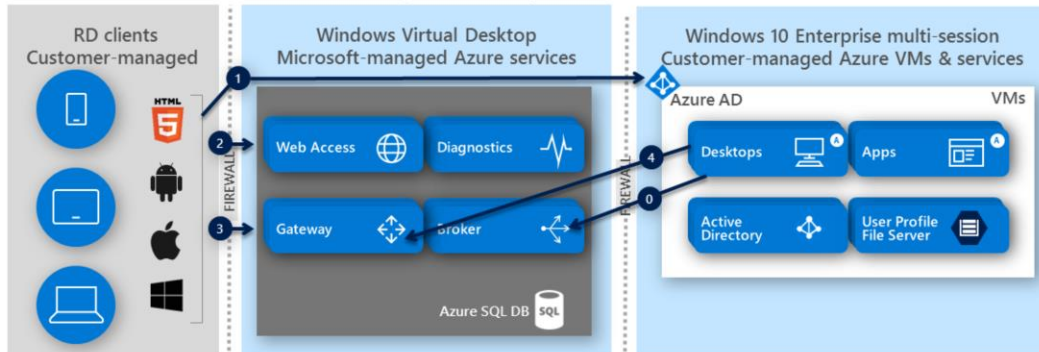 RD clients
Customer-managed
HTML
5
FIREWALL
Windows Virtual Desktop
Microsoft-managed Azure services
1
2
3
Web Access
Diagnostics
Gateway
Broker
Azure SQL DB
SQL
4
0
FIREWALL
Windows 10 Enterprise multi-session
Customer-managed Azure VMs & services
Azure AD
VMs
Desktops
A
Apps
A
Active
Directory
User Profile
File Server